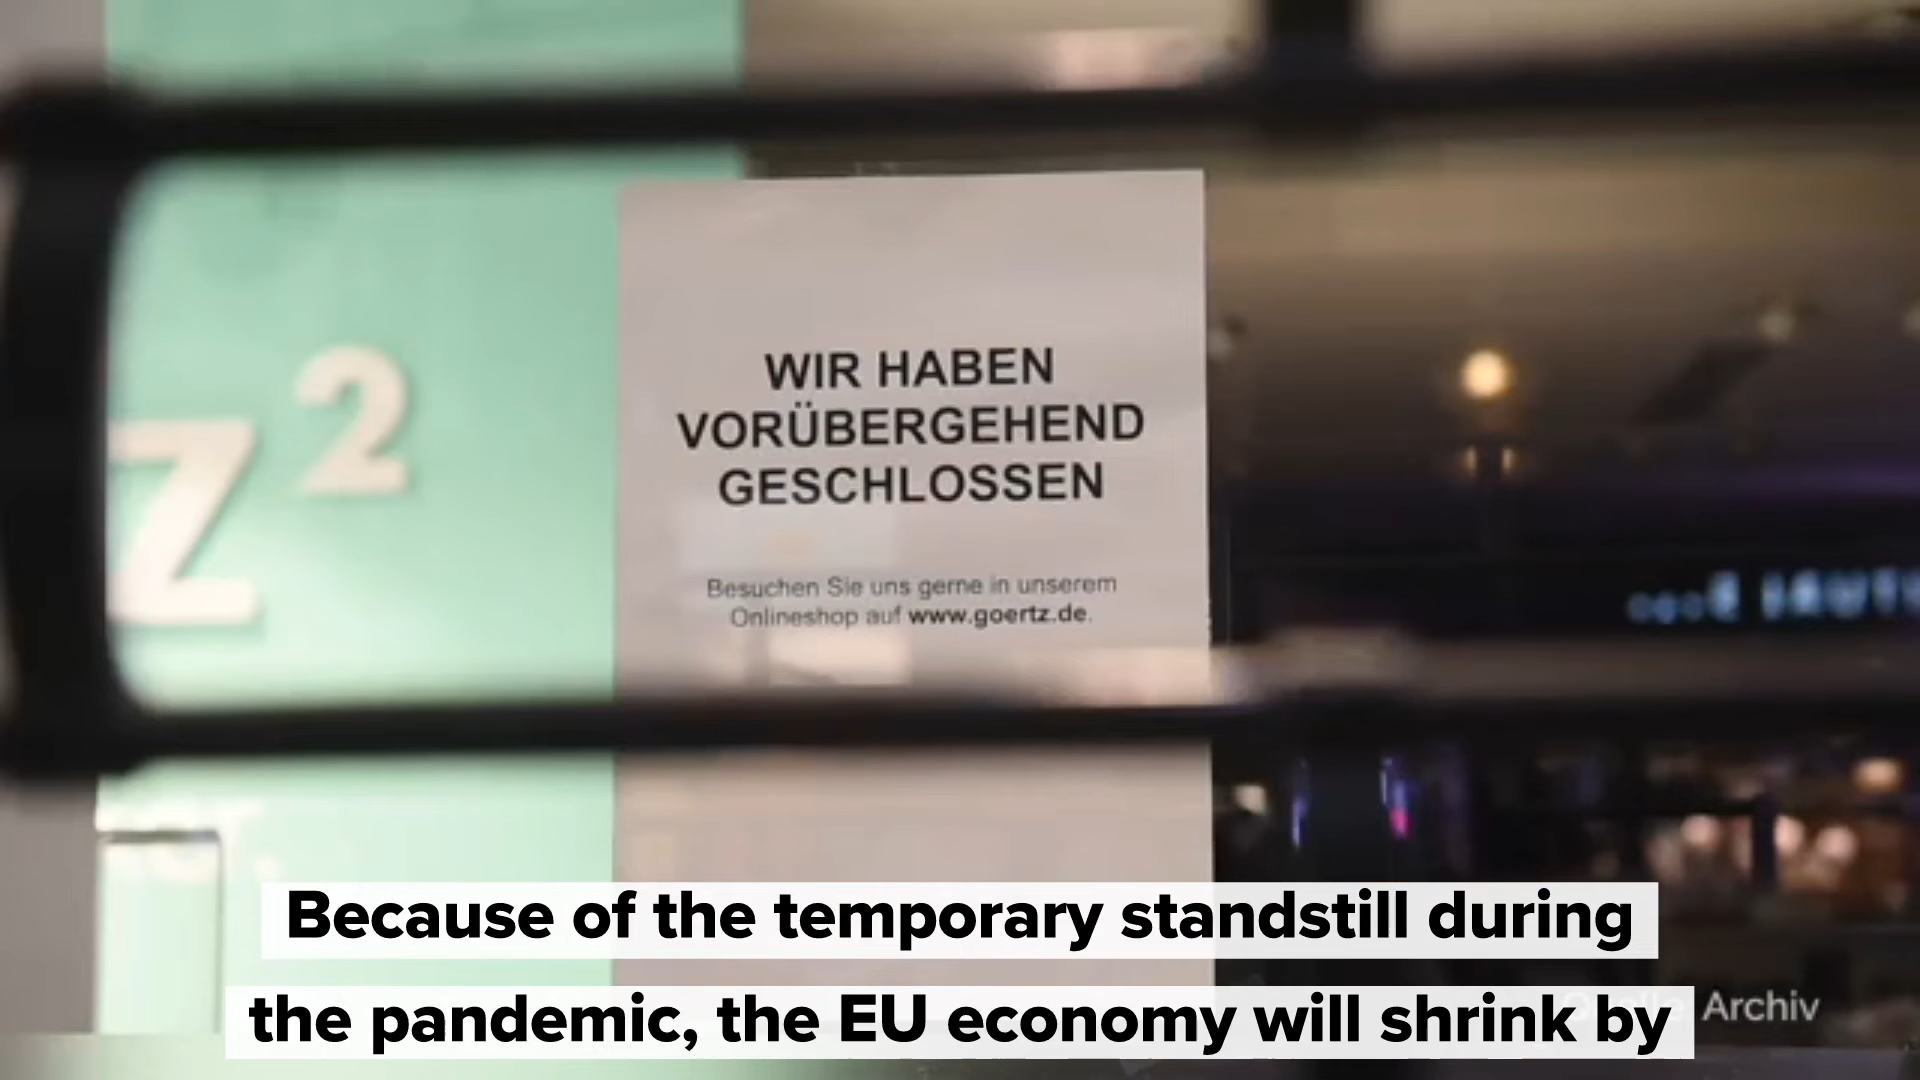 Z²
WIR HABEN
VORÜBERGEHEND
GESCHLOSSEN
Besuchen Sie uns gerne in unserem
Onlineshop auf www.goertz.de.
Because of the temporary standstill during
the pandemic, the EU economy will shrink by
Archiv